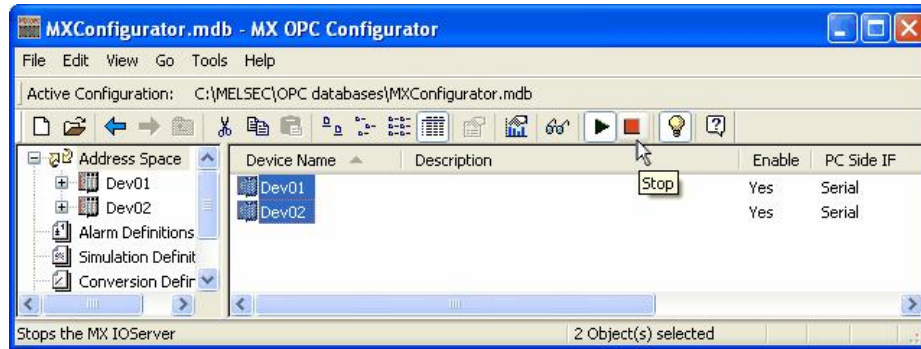 MXConfigurator.mdb - MX OPC Configurator
File Edit View Go Tools Help
Active Configuration: C:\MELSEC\OPC databases\MXConfigurator.mdb
Address Space
Dev01
Dev02
Alarm Definitions
Simulation Definit
Conversion Defir
Device Name Description Enable PC Side IF
Dev01 Yes Serial
Dev02 Yes Serial
Stop
Stops the MX IOServer 2 Object(s) selected